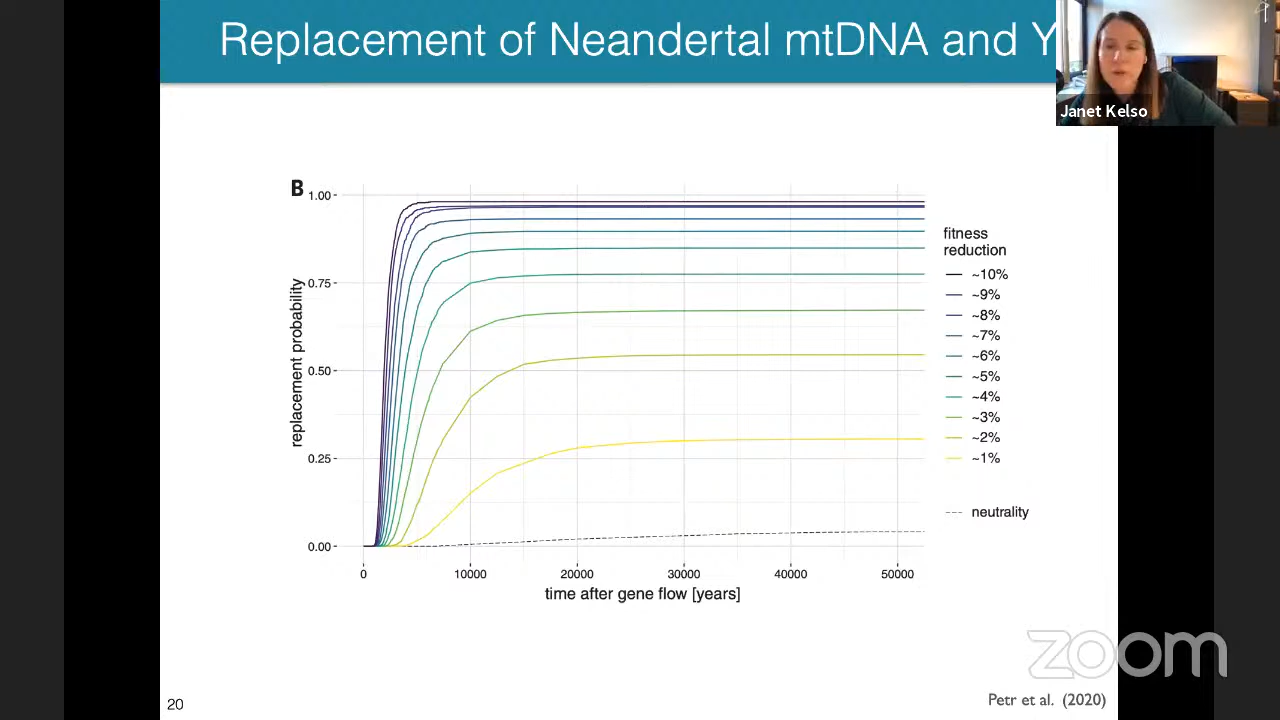 Replacement of Neandertal mtDNA and Y
Janet Kelso
B
1.00
0.75
0.50
0.25
0.00
replacement probability
0
10000
20000
30000
40000
50000
time after gene flow [years]
fitness
reduction
~10%
~9%
~8%
~7%
~6%
~5%
~4%
~3%
~2%
~1%
neutrality
zoom
20
Petr et al. (2020)